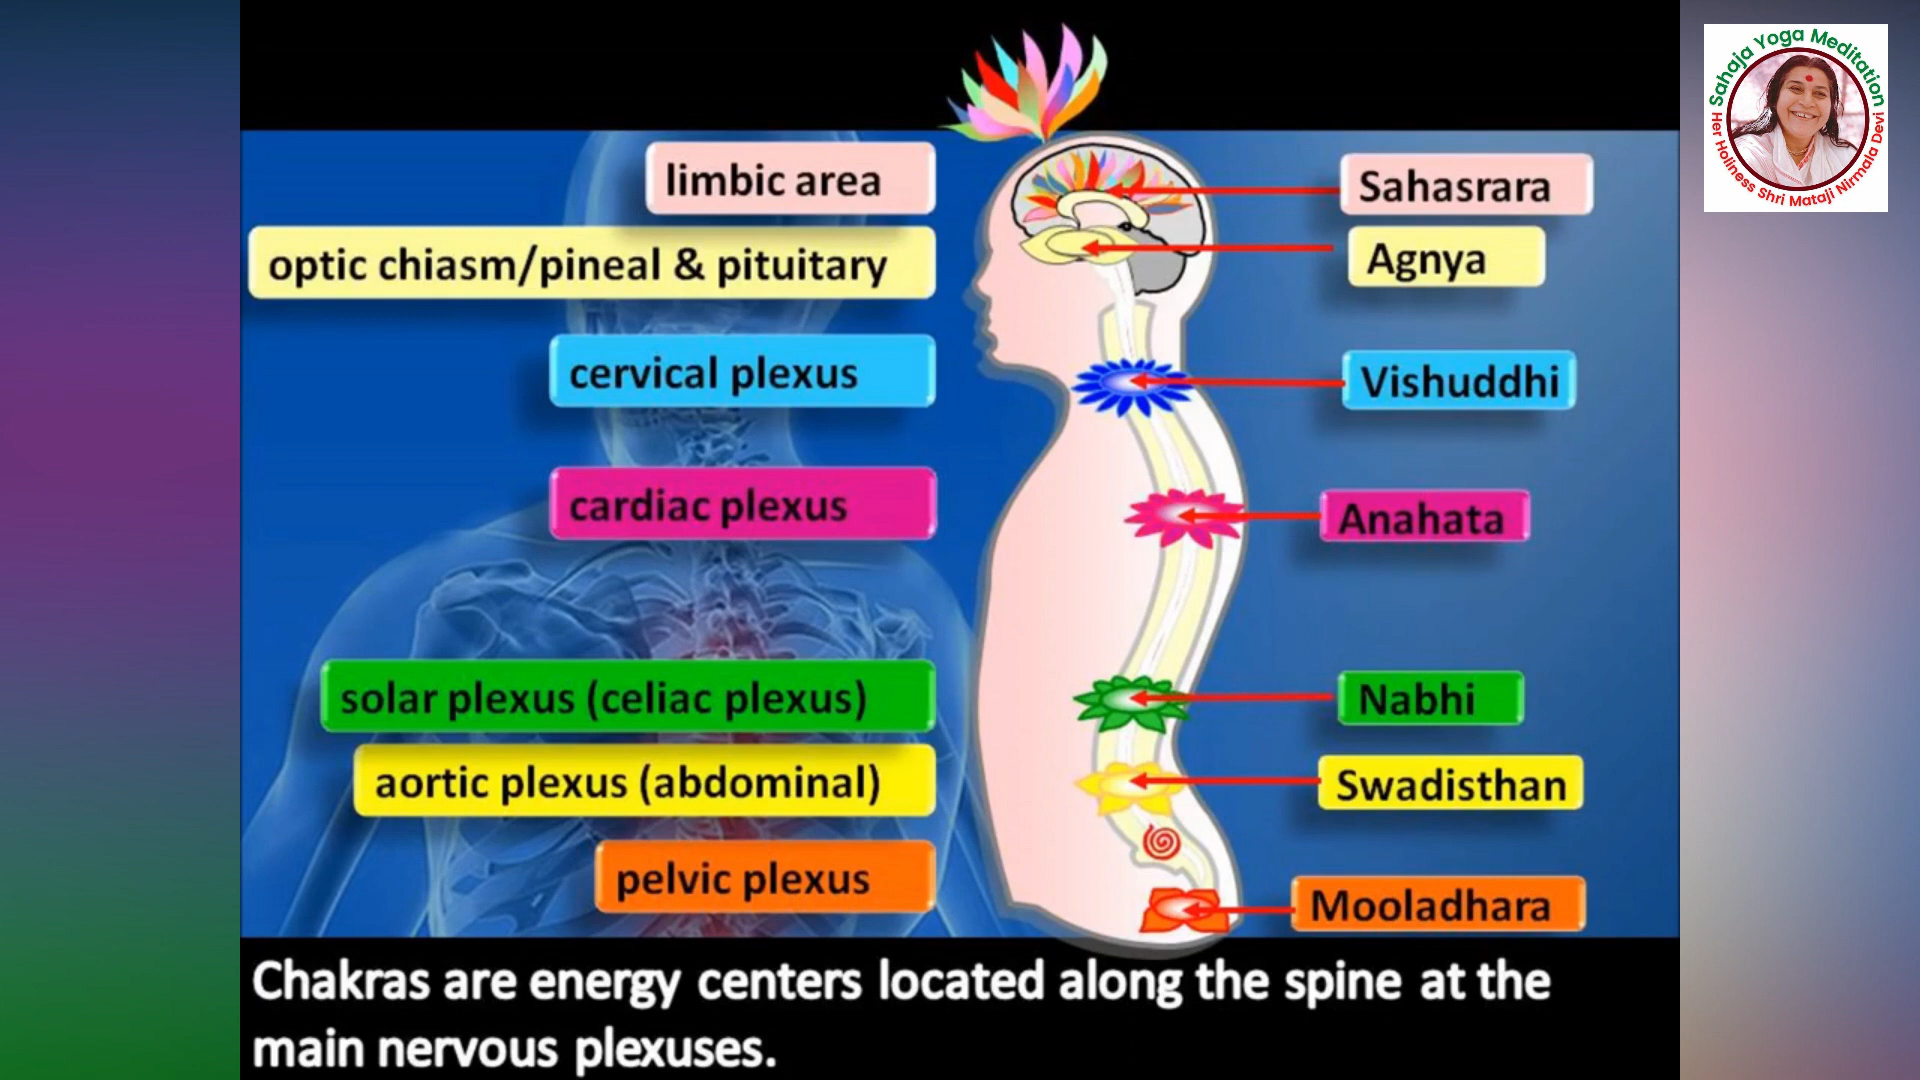 Sahaja Yoga Meditation
Her Holiness Shri Mataji Nirmala Devi
limbic area
Sahasrara
optic chiasm/pineal & pituitary
Agnya
cervical plexus
Vishuddhi
cardiac plexus
Anahata
solar plexus (celiac plexus)
Nabhi
aortic plexus (abdominal)
Swadisthan
pelvic plexus
Mooladhara
Chakras are energy centers located along the spine at the
main nervous plexuses.